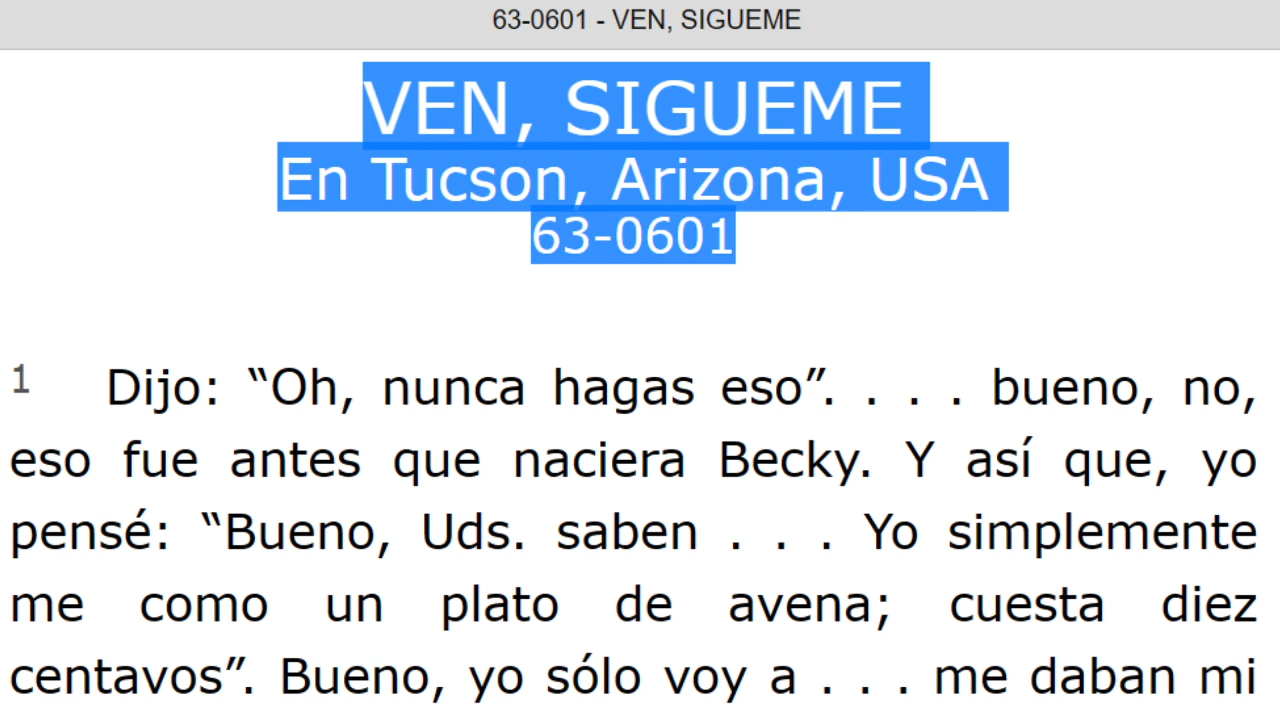 63-0601 - VEN, SIGUEME
VEN, SIGUEME
En Tucson, Arizona, USA
63-0601
1 Dijo: “Oh, nunca hagas eso”. . . . bueno, no,
eso fue antes que naciera Becky. Y así que, yo
pensé: “Bueno, Uds. saben . . . Yo simplemente
me como un plato de avena; cuesta diez
centavos”. Bueno, yo sólo voy a . . . me daban mi